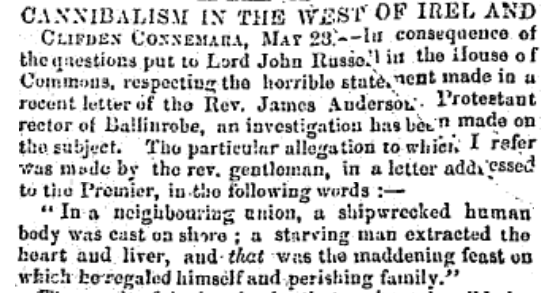 CANNIBALISM IN THE WEST OF IRELAND
CLIFDEN CONNEMARA, MAY 23.—In consequence of
the questions put to Lord John Russell in the House of
Commons, respecting the horrible statement made in a
recent letter of the Rev. James Anderson. Protestant
rector of Ballinrobe, an investigation has been made on
the subject. The particular allegation to which I refer
was made by the rev. gentleman, in a letter addressed
to the Premier, in the following words :—
"In a neighbouring union, a shipwrecked human
body was cast on shore ; a starving man extracted the
heart and liver, and that was the maddening feast on
which he regaled himself and perishing family."